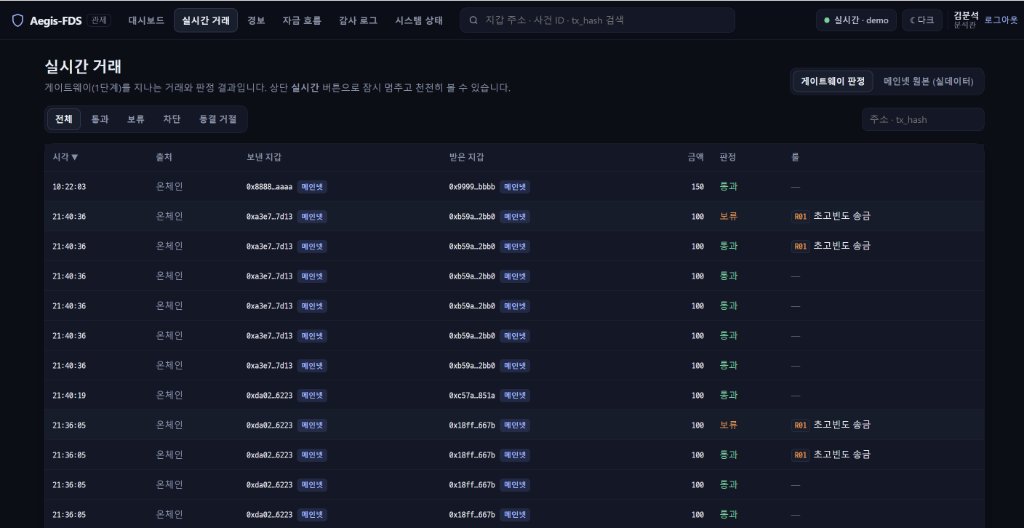 Aegis-FDS 관제 대시보드 실시간 거래 경보 자금 흐름 감사 로그 시스템 상태 지갑 주소 · 사건 ID · tx_hash 검색 실시간 · demo 다크 김문석 분석관 로그아웃
실시간 거래
게이트웨이(1단계)를 지나는 거래와 판정 결과입니다. 상단 실시간 버튼으로 잠시 멈추고 천천히 볼 수 있습니다.
게이트웨이 판정 메인넷 원본 (실데이터)
전체 통과 보류 차단 동결 거절 주소 · tx_hash
시각 ▼ 출처 보낸 지갑 받은 지갑 금액 판정 룰
10:22:03 온체인 0x8888…aaaa 메인넷 0x9999…bbbb 메인넷 150 통과 —
21:40:36 온체인 0xa3e7…7d13 메인넷 0xb59a…2bb0 메인넷 100 보류 R01 초고빈도 송금
21:40:36 온체인 0xa3e7…7d13 메인넷 0xb59a…2bb0 메인넷 100 통과 R01 초고빈도 송금
21:40:36 온체인 0xa3e7…7d13 메인넷 0xb59a…2bb0 메인넷 100 통과 —
21:40:36 온체인 0xa3e7…7d13 메인넷 0xb59a…2bb0 메인넷 100 통과 —
21:40:36 온체인 0xa3e7…7d13 메인넷 0xb59a…2bb0 메인넷 100 통과 —
21:40:36 온체인 0xa3e7…7d13 메인넷 0xb59a…2bb0 메인넷 100 통과 —
21:40:19 온체인 0xda02…6223 메인넷 0xc57a…851a 메인넷 100 통과 —
21:36:05 온체인 0xda02…6223 메인넷 0x18ff…667b 메인넷 100 보류 R01 초고빈도 송금
21:36:05 온체인 0xda02…6223 메인넷 0x18ff…667b 메인넷 100 통과 R01 초고빈도 송금
21:36:05 온체인 0xda02…6223 메인넷 0x18ff…667b 메인넷 100 통과 —
21:36:05 온체인 0xda02…6223 메인넷 0x18ff…667b 메인넷 100 통과 —